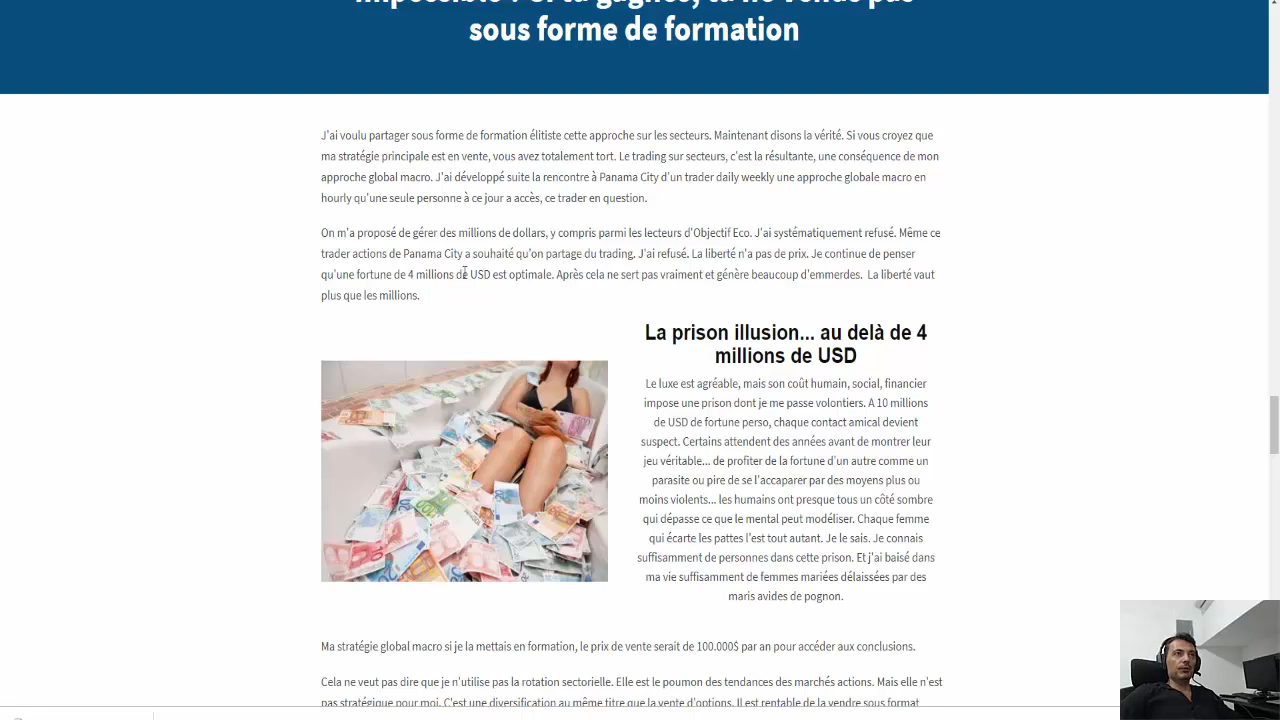 sous forme de formation
J'ai voulu partager sous forme de formation élitiste cette approche sur les secteurs. Maintenant disons la vérité. Si vous croyez que
ma stratégie principale est en vente, vous avez totalement tort. Le trading sur secteurs, c'est la résultante, une conséquence de mon
approche global macro. J'ai développé suite la rencontre à Panama City d'un trader daily weekly une approche globale macro en
hourly qu'une seule personne à ce jour a accès, ce trader en question.
On m'a proposé de gérer des millions de dollars, y compris parmi les lecteurs d'Objectif Eco. J'ai systématiquement refusé. Même ce
trader actions de Panama City a souhaité qu'on partage du trading. J'ai refusé. La liberté n'a pas de prix. Je continue de penser
qu'une fortune de 4 millions de USD est optimale. Après cela ne sert pas vraiment et génère beaucoup d'emmerdes. La liberté vaut
plus que les millions.
La prison illusion... au delà de 4
millions de USD
Le luxe est agréable, mais son coût humain, social, financier
impose une prison dont je me passe volontiers. A 10 millions
de USD de fortune perso, chaque contact amical devient
suspect. Certains attendent des années avant de montrer leur
jeu véritable... de profiter de la fortune d'un autre comme un
parasite ou pire de se l'accaparer par des moyens plus ou
moins violents... les humains ont presque tous un côté sombre
qui dépasse ce que le mental peut modéliser. Chaque femme
qui écarte les pattes l'est tout autant. Je le sais. Je connais
suffisamment de personnes dans cette prison. Et j'ai baisé dans
ma vie suffisamment de femmes mariées délaissées par des
maris avides de pognon.
Ma stratégie global macro si je la mettais en formation, le prix de vente serait de 100.000$ par an pour accéder aux conclusions.
Cela ne veut pas dire que je n'utilise pas la rotation sectorielle. Elle est le poumon des tendances des marchés actions. Mais elle n'est
pas stratégique pour moi. C'est une diversification au même titre que la vente d'options. Il est rentable de la vendre sous format